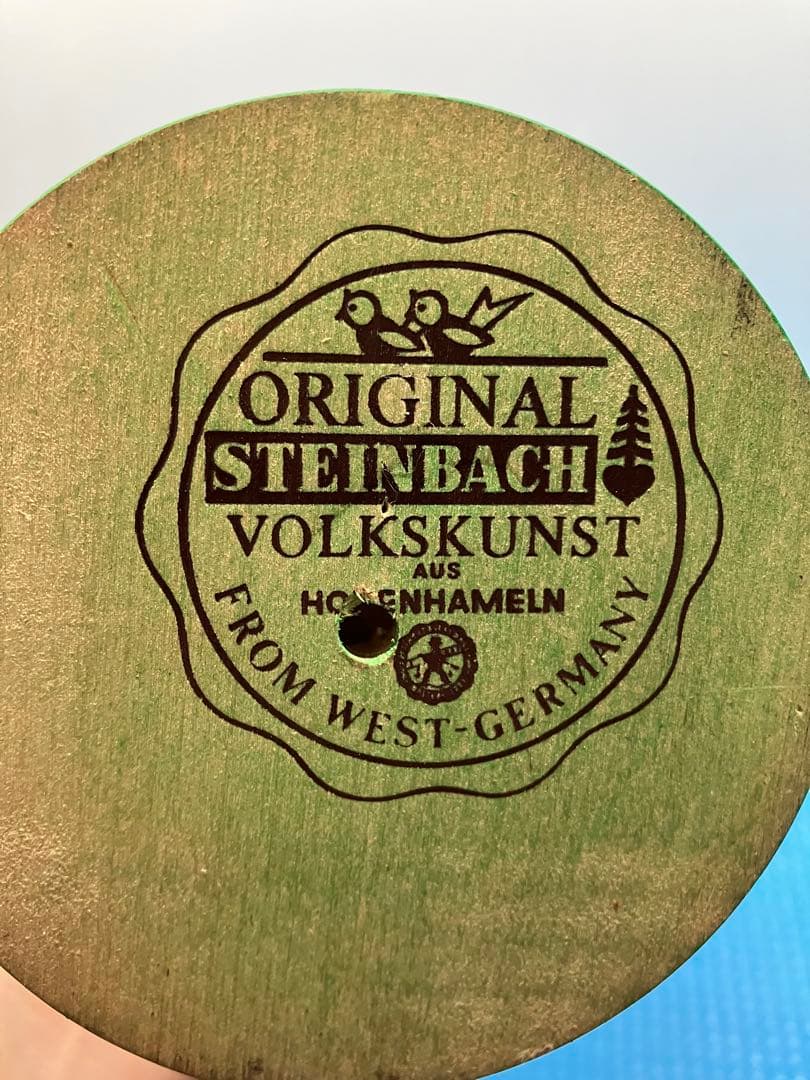 ORIGINAL
STEINBACH
VOLKSKUNST
AUS
FROM WEST-GERMANY